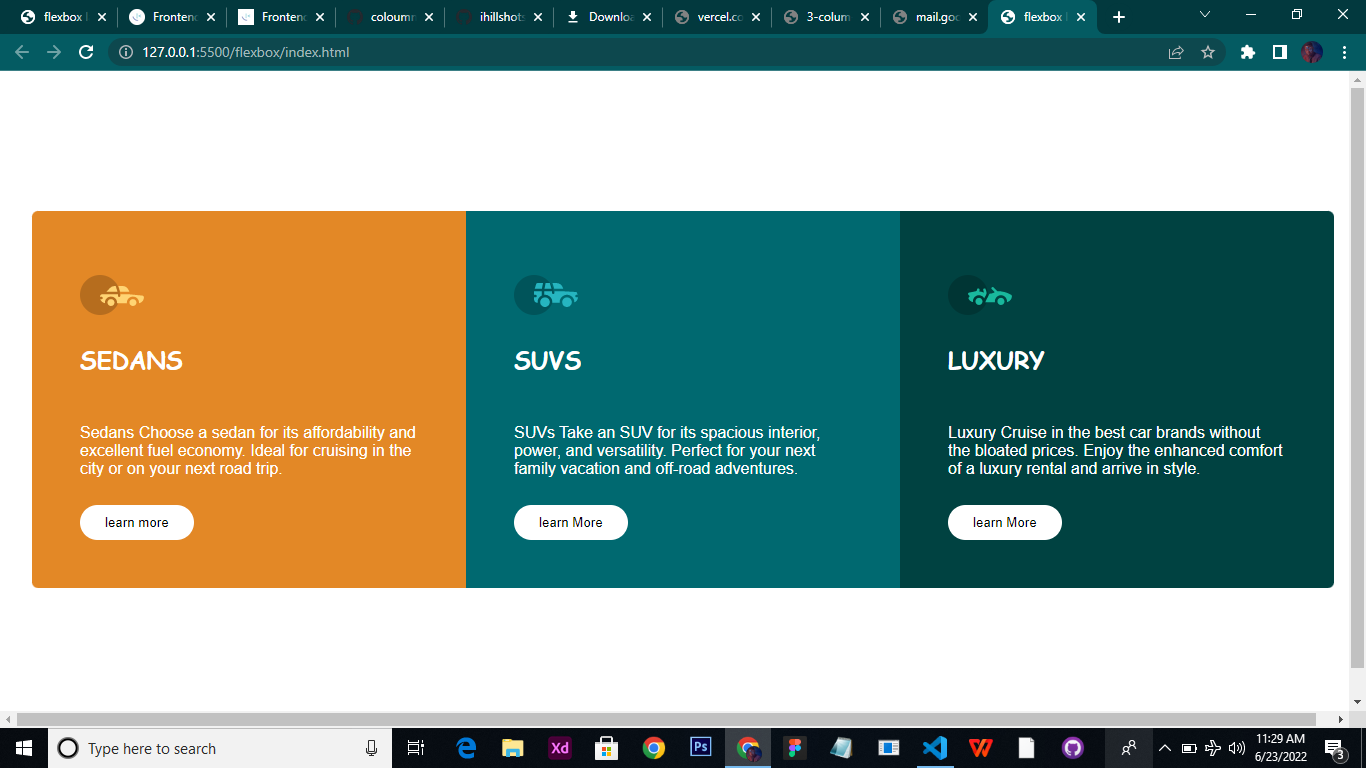 flexbox
Frontend
Frontend
coloumn
ihillshots
Download
vercel.co
3-colum
mail.goo
flexbox
127.0.0.1:5500/flexbox/index.html
SEDANS
Sedans Choose a sedan for its affordability and
excellent fuel economy. Ideal for cruising in the
city or on your next road trip.
learn more
SUVS
SUVs Take an SUV for its spacious interior,
power, and versatility. Perfect for your next
family vacation and off-road adventures.
learn More
LUXURY
Luxury Cruise in the best car brands without
the bloated prices. Enjoy the enhanced comfort
of a luxury rental and arrive in style.
learn More
Type here to search
Xd
Ps
11:29 AM
6/23/2022
3